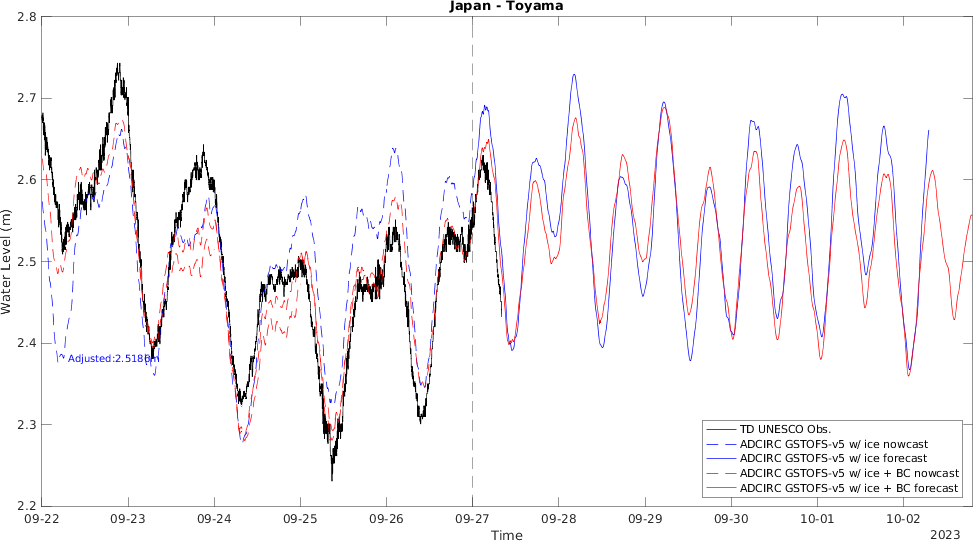 Japan - Toyama
2.8
2.7
2.6
2.5
2.4
2.3
2.2
Water Level (m)
Adjusted:2.5186m
TD UNESCO Obs.
ADCIRC GSTOFS-v5 w/ ice nowcast
ADCIRC GSTOFS-v5 w/ ice forecast
ADCIRC GSTOFS-v5 w/ ice + BC nowcast
ADCIRC GSTOFS-v5 w/ ice + BC forecast
09-22 09-23 09-24 09-25 09-26 09-27 09-28 09-29 09-30 10-01 10-02
Time
2023